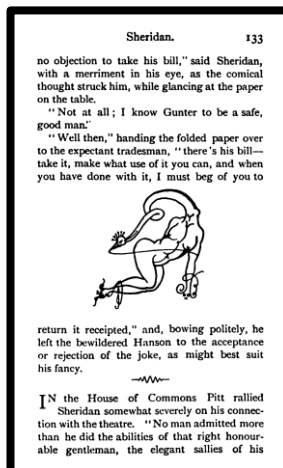 Sheridan. 133
no objection to take his bill," said Sheridan,
with a merriment in his eye, as the comical
thought struck him, while glancing at the paper
on the table.
"Not at all; I know Gunter to be a safe,
good man."
"Well then," handing the folded paper over
to the expectant tradesman, "there's his bill—
take it, make what use of it you can, and when
you have done with it, I must beg of you to
return it receipted," and, bowing politely, he
left the bewildered Hanson to the acceptance
or rejection of the joke, as might best suit
his fancy.
IN the House of Commons Pitt rallied
Sheridan somewhat severely on his connec-
tion with the theatre. "No man admitted more
than he did the abilities of that right honour-
able gentleman, the elegant sallies of his